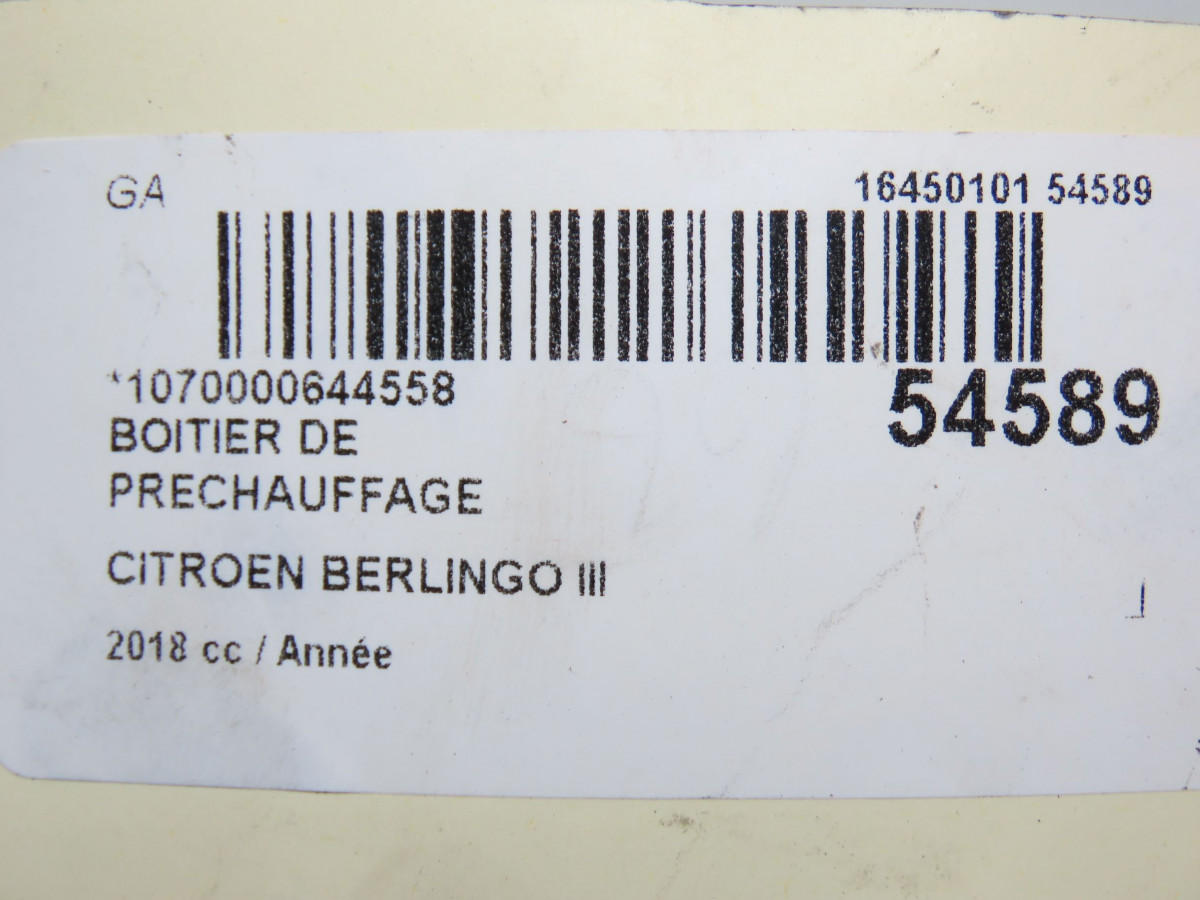 GA
16450101 54589
*1070000644558
54589
BOITIER DE
PRECHAUFFAGE
CITROEN BERLINGO III
2018 cc / Année